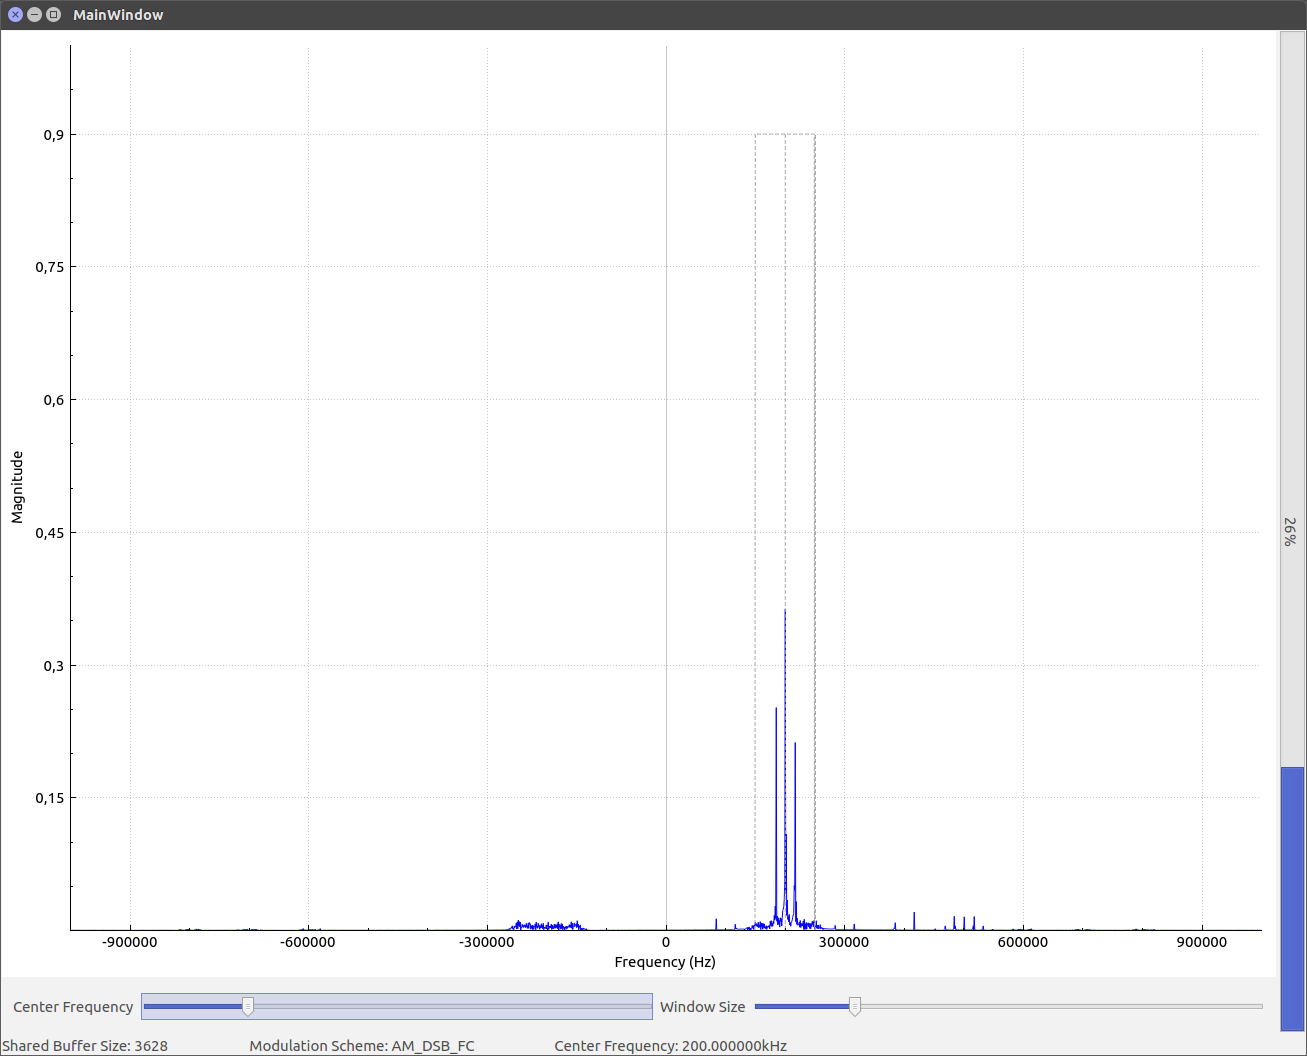 MainWindow
0,9
0,75
0,6
0,45
0,3
0,15
Magnitude
-900000 -600000 -300000 0 300000 600000 900000
Frequency (Hz)
26%
Center Frequency Window Size
Shared Buffer Size: 3628 Modulation Scheme: AM_DSB_FC Center Frequency: 200.000000kHz